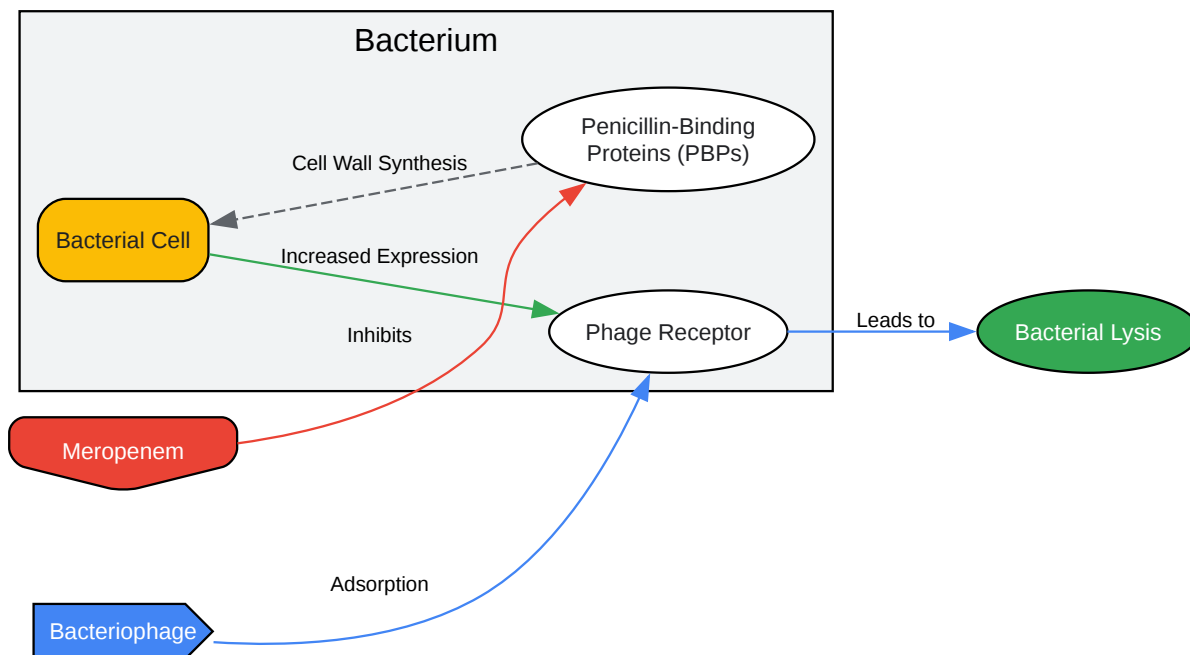 Bacterium
Penicillin-Binding
Proteins (PBPs)
Cell Wall Synthesis
Bacterial Cell
Increased Expression
Inhibits
Phage Receptor
Leads to
Bacterial Lysis
Meropenem
Adsorption
Bacteriophage